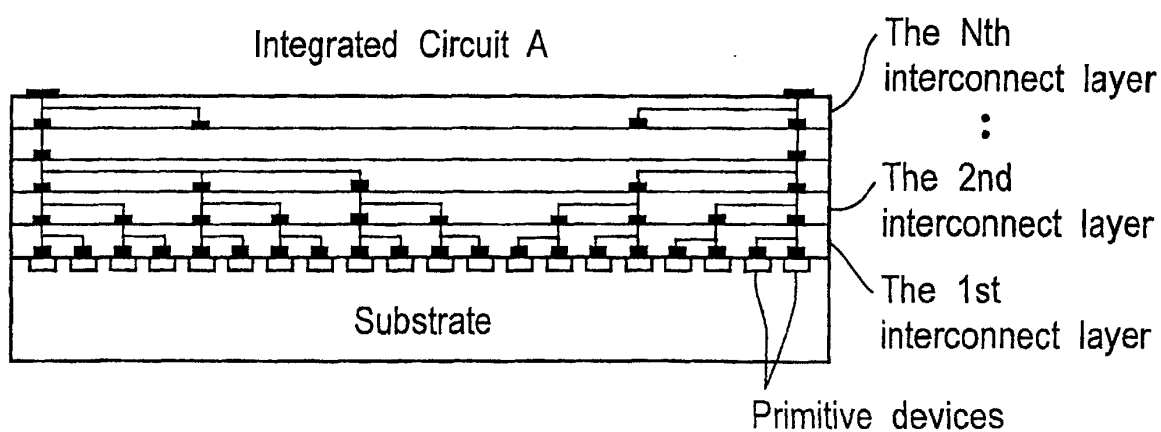 Integrated Circuit A
The Nth
interconnect layer
The 2nd
interconnect layer
The 1st
interconnect layer
Substrate
Primitive devices